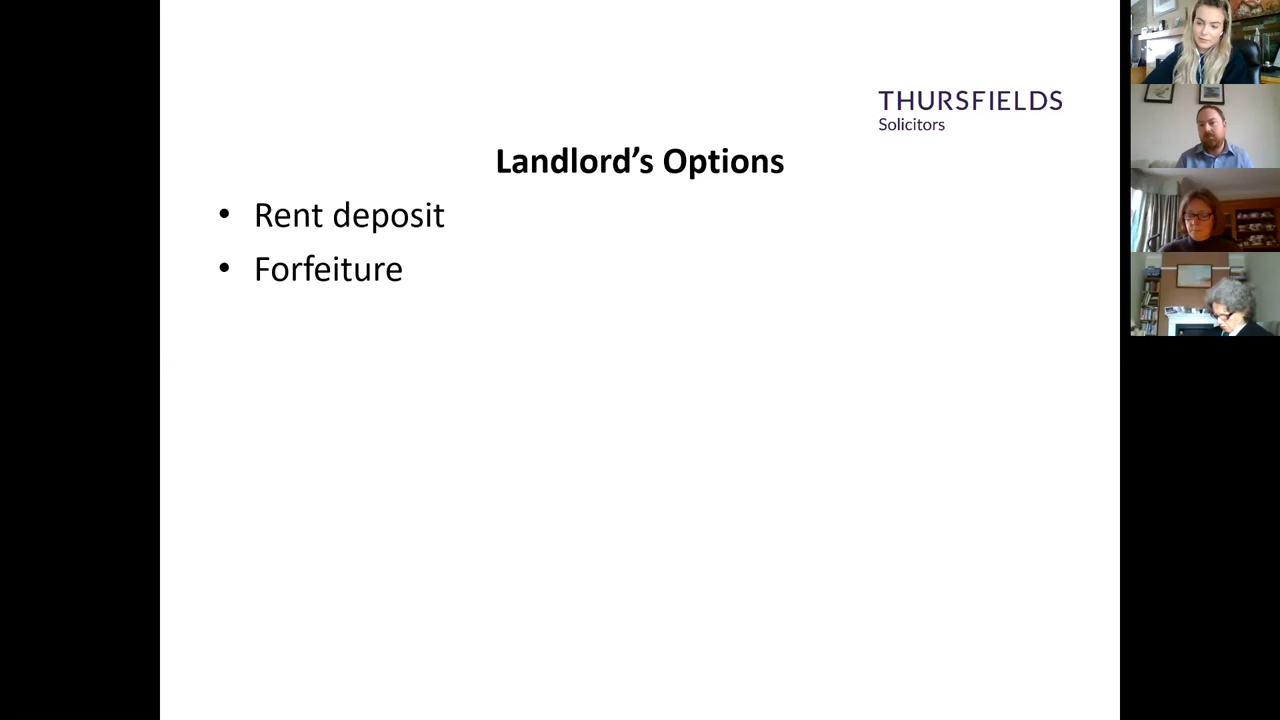 THURSFIELDS
Solicitors
Landlord’s Options
• Rent deposit
• Forfeiture